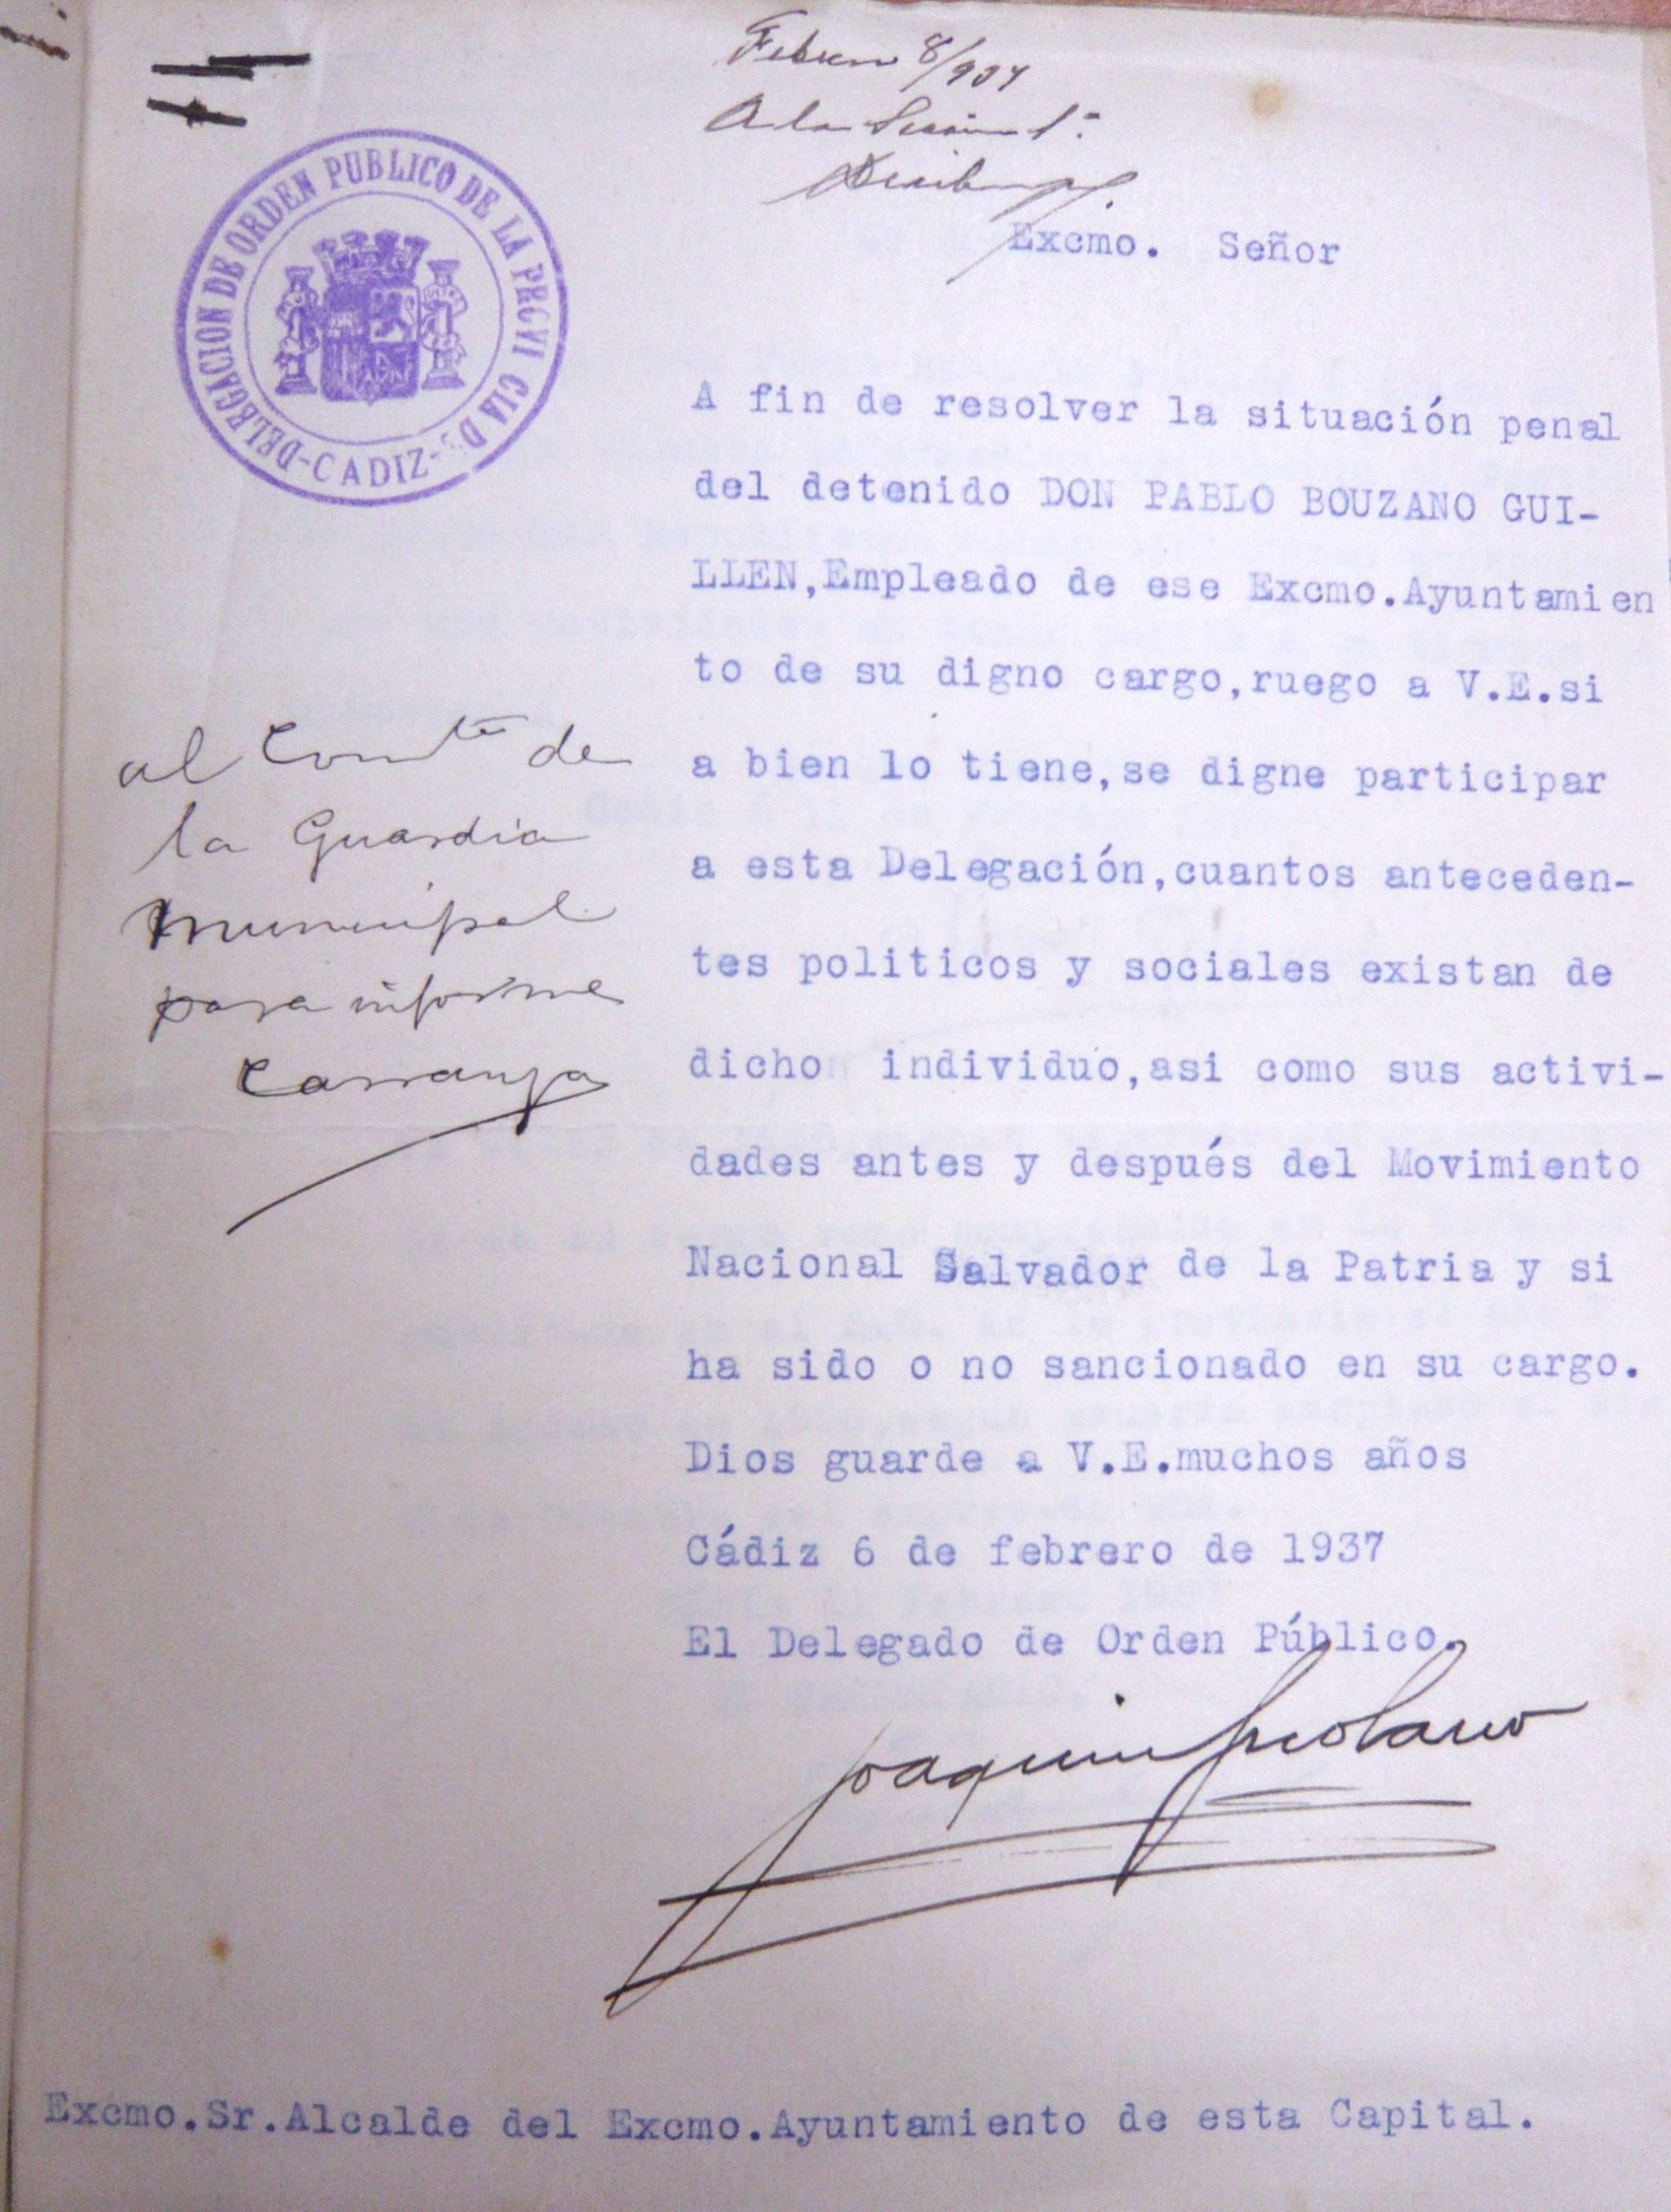 Febrero 8/937
A la Sección 1ª
DELEGACION DE ORDEN PUBLICO DE LA PROVI CIA D
-CADIZ-
Excmo. Señor
A fin de resolver la situación penal
del detenido DON PABLO BOUZANO GUI-
LLEN,Empleado de ese Excmo.Ayuntamien
to de su digno cargo,ruego a V.E.si
a bien lo tiene,se digne participar
a esta Delegación,cuantos anteceden-
tes politicos y sociales existan de
dicho individuo,asi como sus activi-
dades antes y después del Movimiento
Nacional Salvador de la Patria y si
ha sido o no sancionado en su cargo.
Dios guarde a V.E.muchos años
Cádiz 6 de febrero de 1937
El Delegado de Orden Público.
al Comte de
la Guardia
Municipal
para informe
Carranza
Joaquin
Excmo.Sr.Alcalde del Excmo.Ayuntamiento de esta Capital.